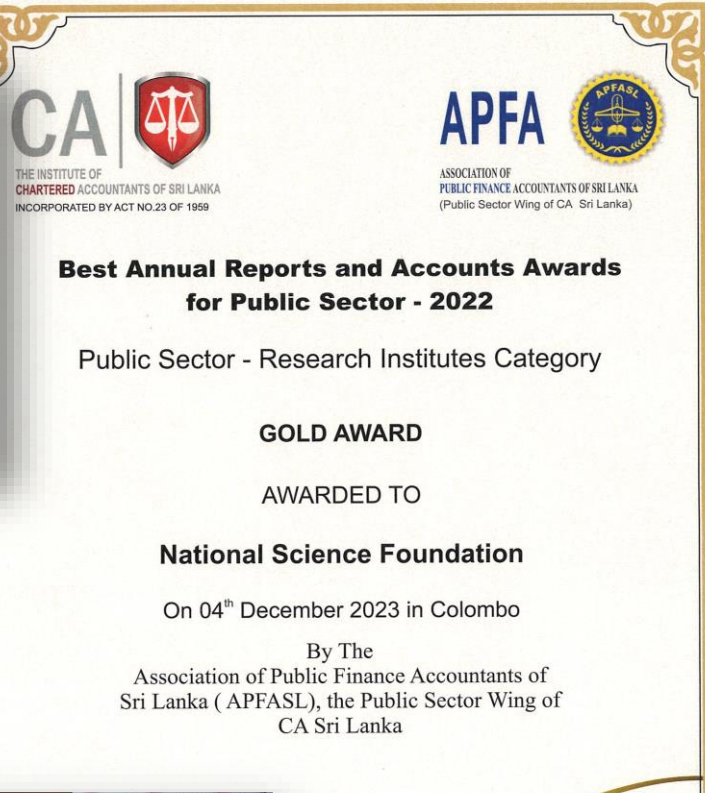 CA
THE INSTITUTE OF
CHARTERED ACCOUNTANTS OF SRI LANKA
INCORPORATED BY ACT NO.23 OF 1959
APFA
APFASL
ASSOCIATION OF
PUBLIC FINANCE ACCOUNTANTS OF SRI LANKA
(Public Sector Wing of CA Sri Lanka)
Best Annual Reports and Accounts Awards
for Public Sector - 2022
Public Sector - Research Institutes Category
GOLD AWARD
AWARDED TO
National Science Foundation
On 04th December 2023 in Colombo
By The
Association of Public Finance Accountants of
Sri Lanka ( APFASL), the Public Sector Wing of
CA Sri Lanka